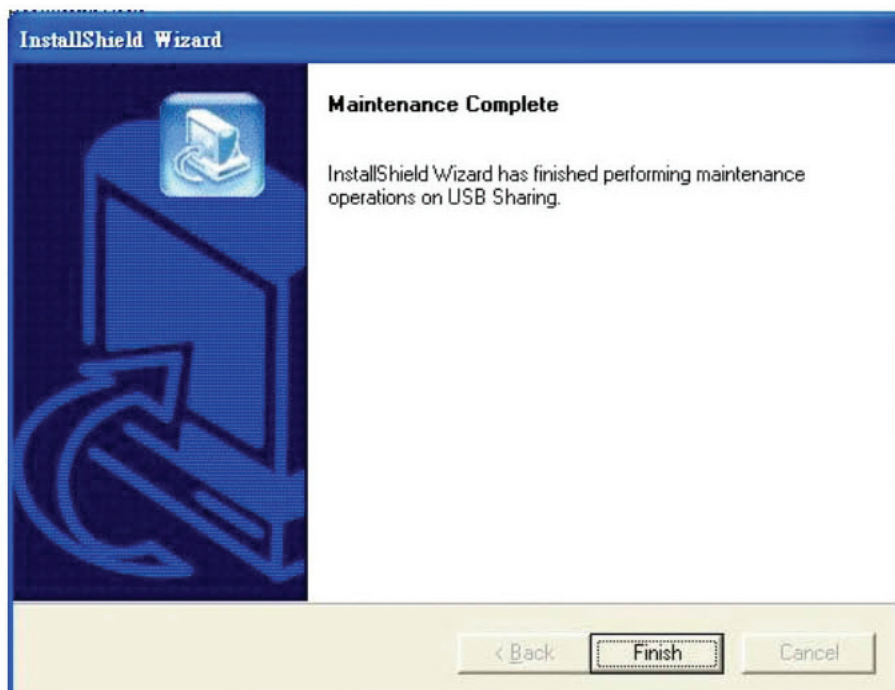 InstallShield Wizard
Maintenance Complete
InstallShield Wizard has finished performing maintenance
operations on USB Sharing.
< Back
Finish
Cancel